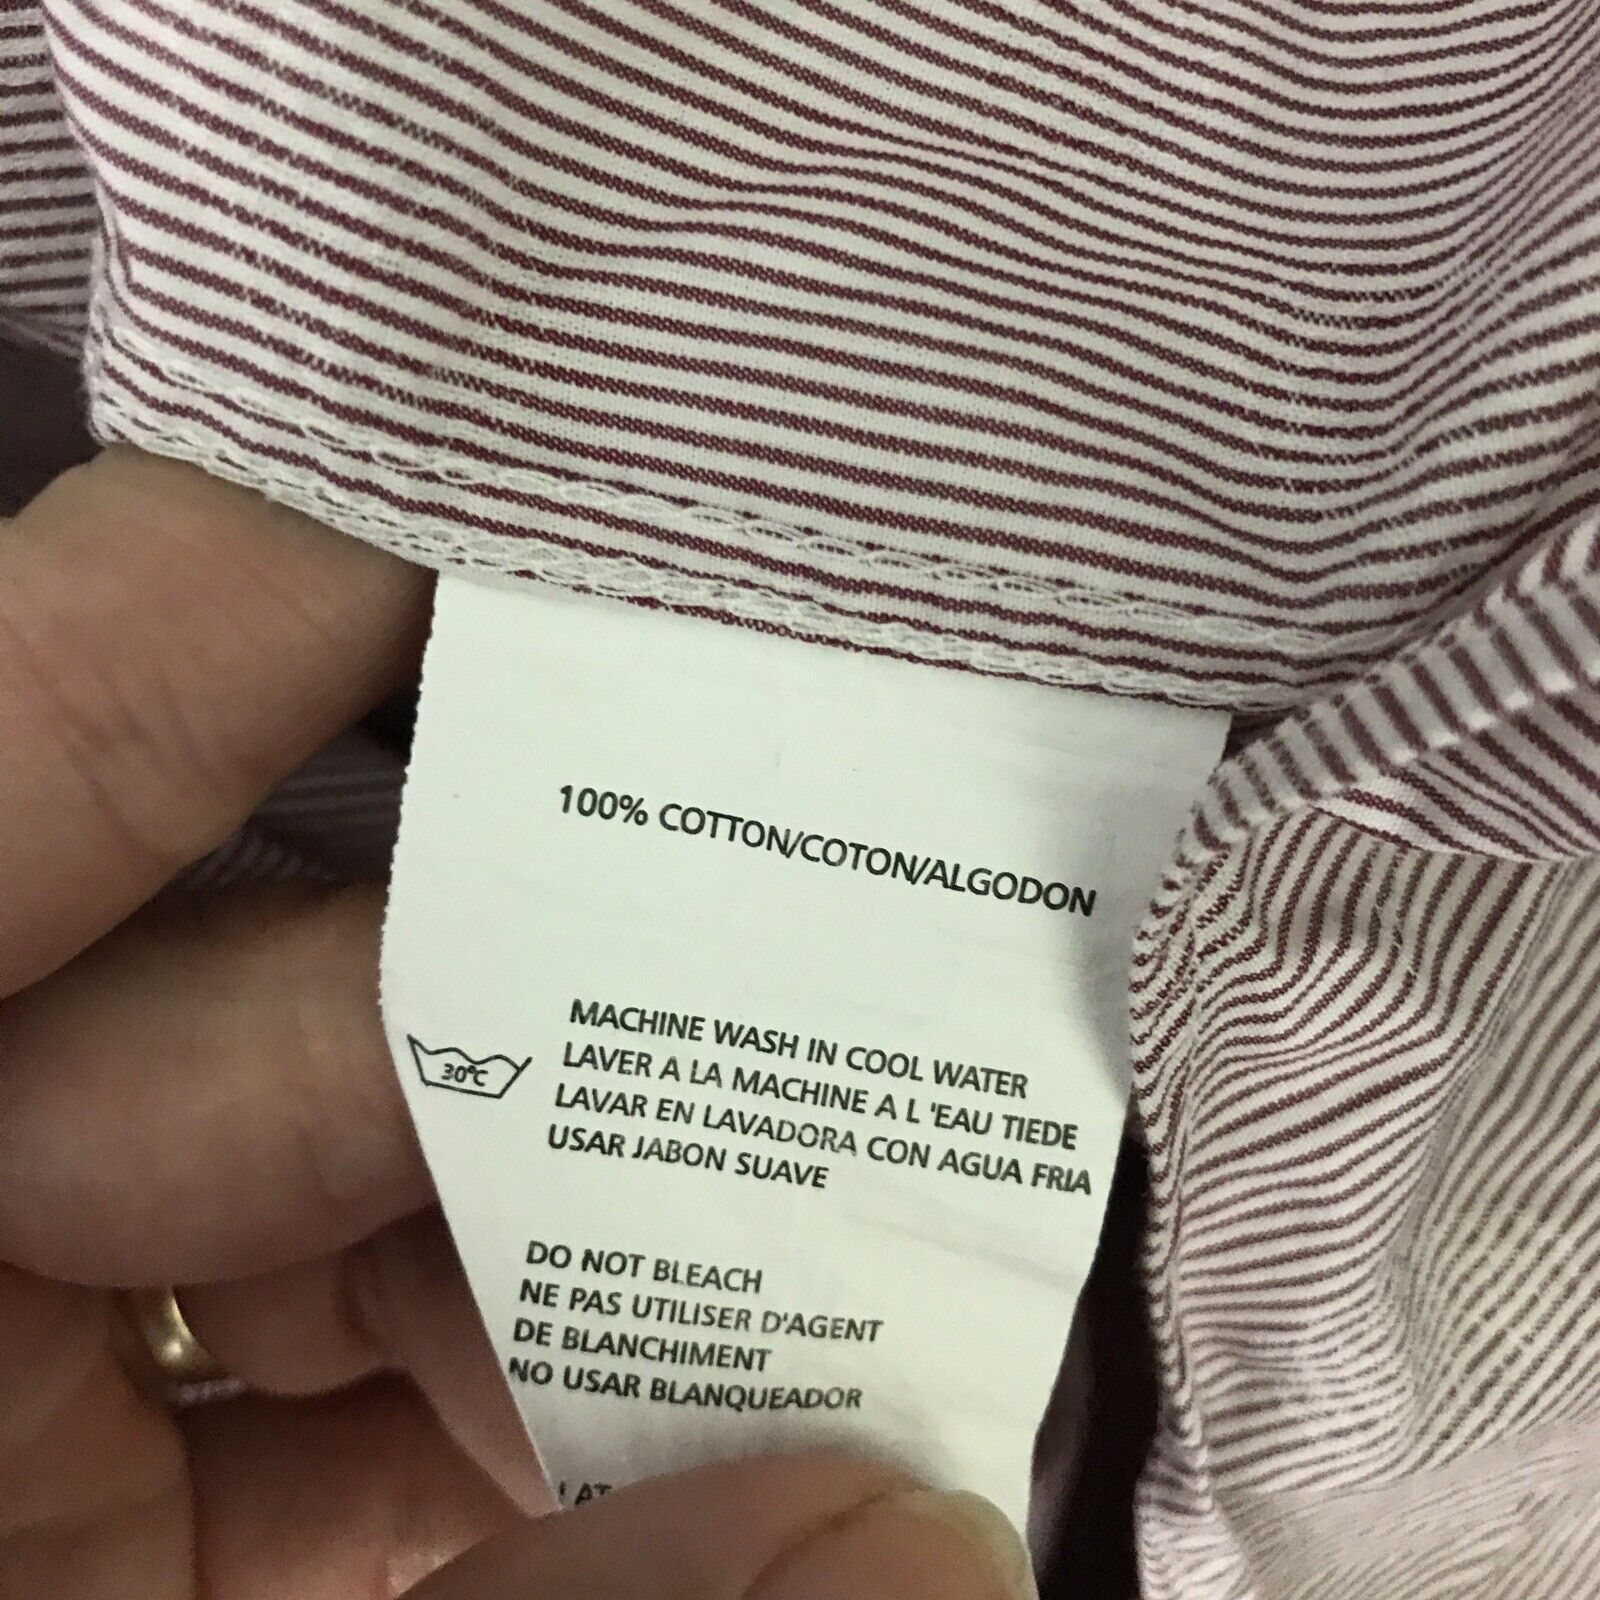 100% COTTON/COTON/ALGODON
30°C
MACHINE WASH IN COOL WATER
LAVER A LA MACHINE A L 'EAU TIEDE
LAVAR EN LAVADORA CON AGUA FRIA
USAR JABON SUAVE
DO NOT BLEACH
NE PAS UTILISER D'AGENT
DE BLANCHIMENT
NO USAR BLANQUEADOR